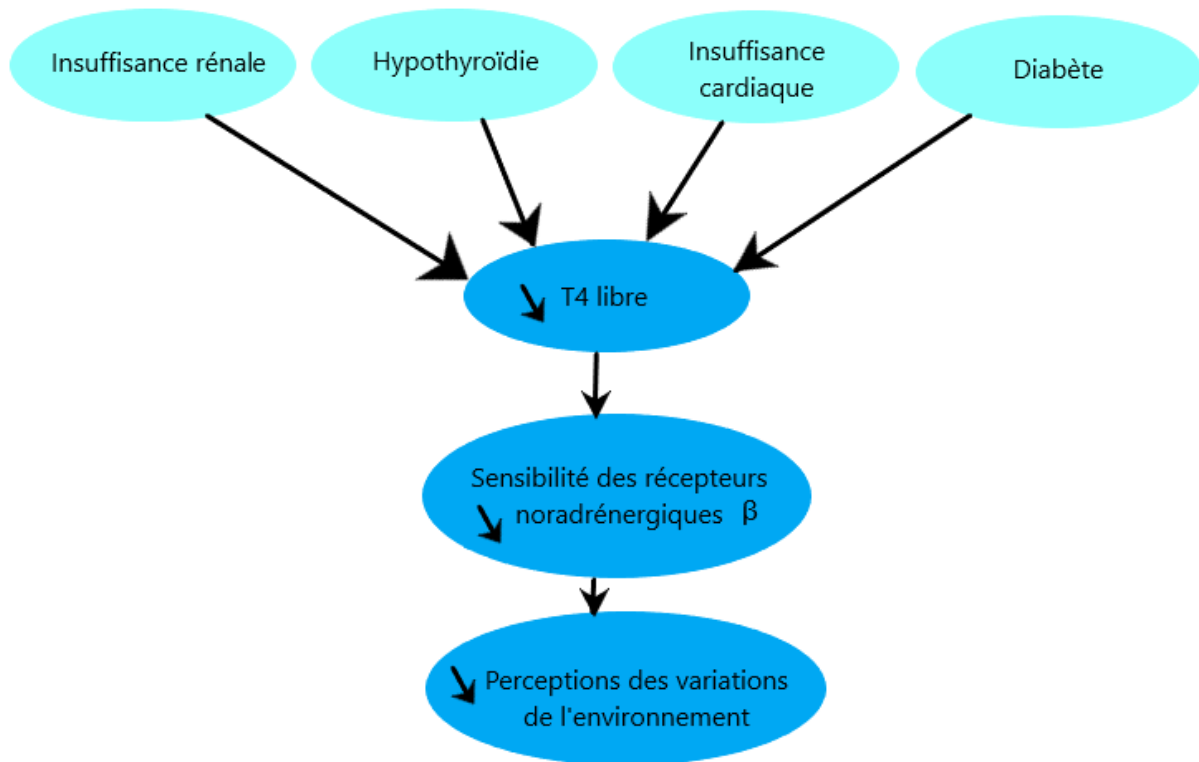 Insuffisance rénale
Hypothyroïdie
Insuffisance
cardiaque
Diabète
T4 libre
Sensibilité des récepteurs
noradrénergiques β
Perceptions des variations
de l'environnement